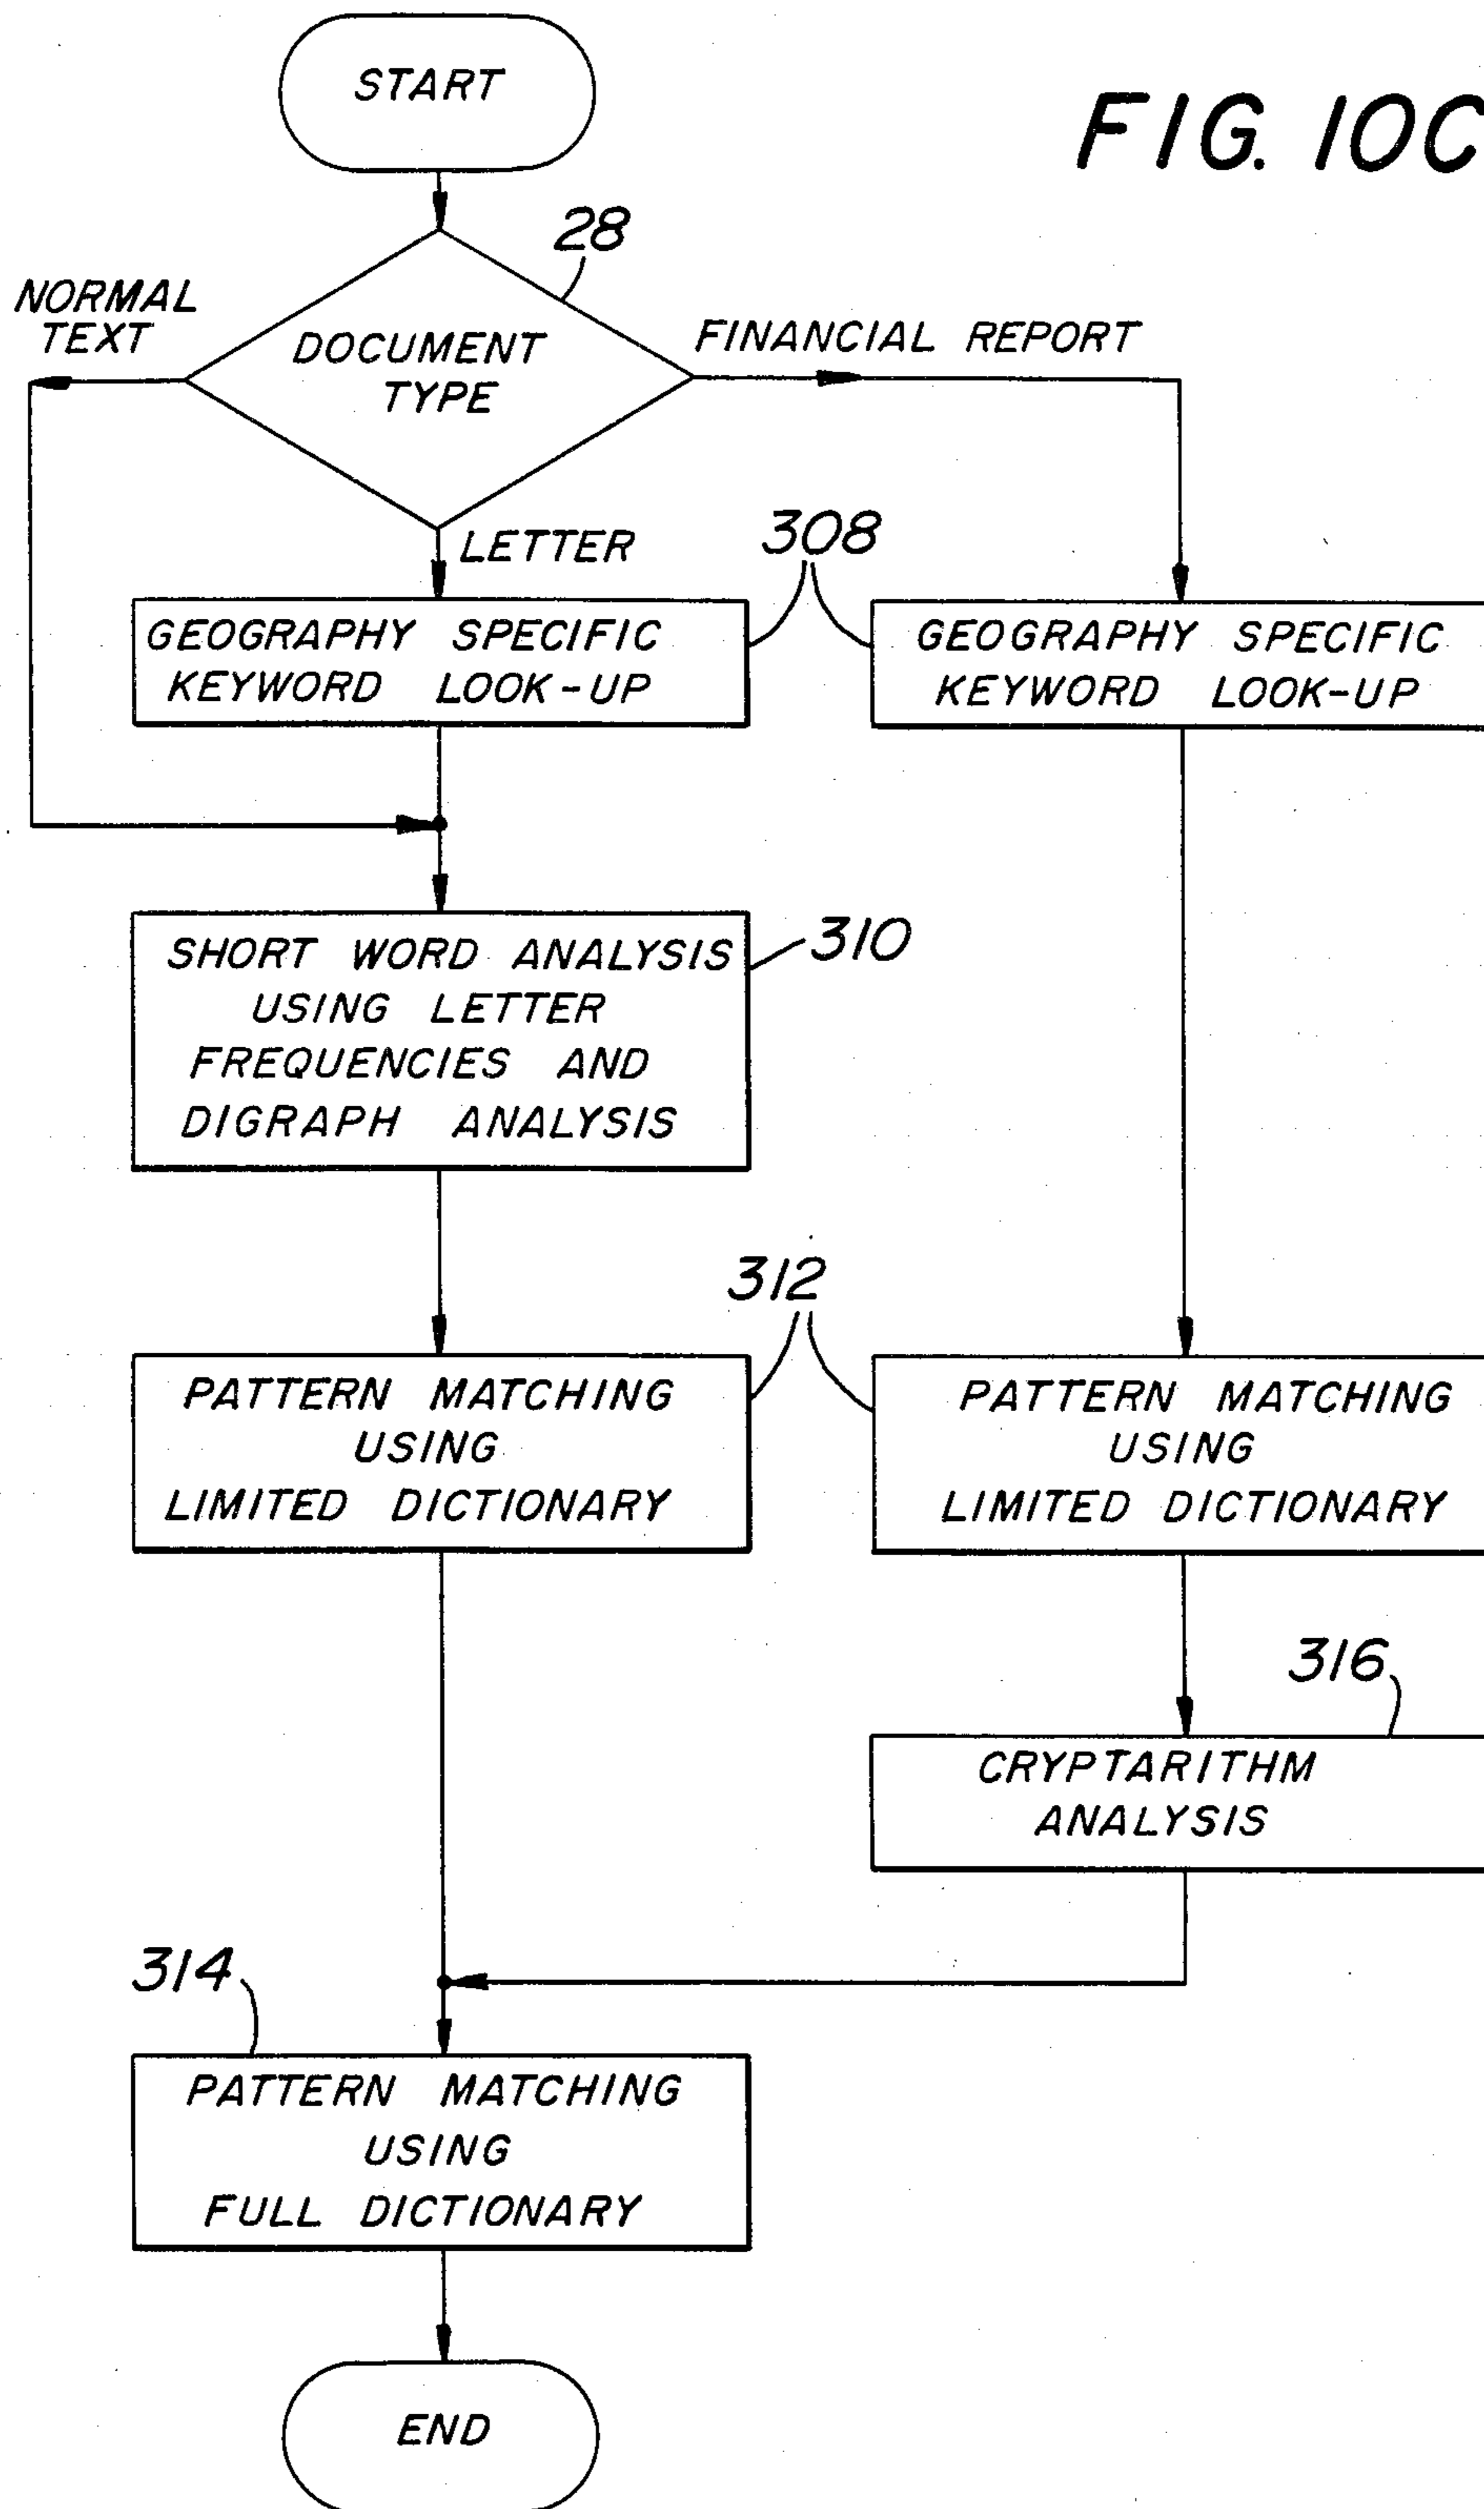 START
FIG. 10C
28
NORMAL
TEXT
DOCUMENT
TYPE
FINANCIAL REPORT
LETTER
308
GEOGRAPHY SPECIFIC
KEYWORD LOOK-UP
GEOGRAPHY SPECIFIC
KEYWORD LOOK-UP
SHORT WORD ANALYSIS
USING LETTER
FREQUENCIES AND
DIGRAPH ANALYSIS
310
312
PATTERN MATCHING
USING
LIMITED DICTIONARY
PATTERN MATCHING
USING
LIMITED DICTIONARY
316
CRYPTARITHM
ANALYSIS
314
PATTERN MATCHING
USING
FULL DICTIONARY
END